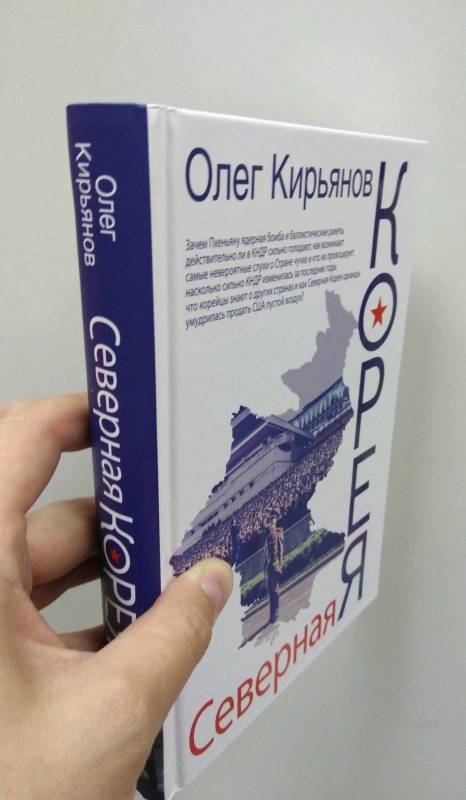 Олег
Кирьянов
Северная КОРЕ
Олег Кирьянов
Зачем Пхеньяну ядерная бомба и баллистические ракеты,
действительно ли в КНДР сильно голодают, как возникают
самые невероятные слухи о Стране чучхе и кто их провоцирует,
насколько сильно КНДР изменилась за последние годы,
что корейцы знают о других странах и как Северная Корея однажды
умудрилась продать США пустой воздух?
КОРЕЯ
Северная